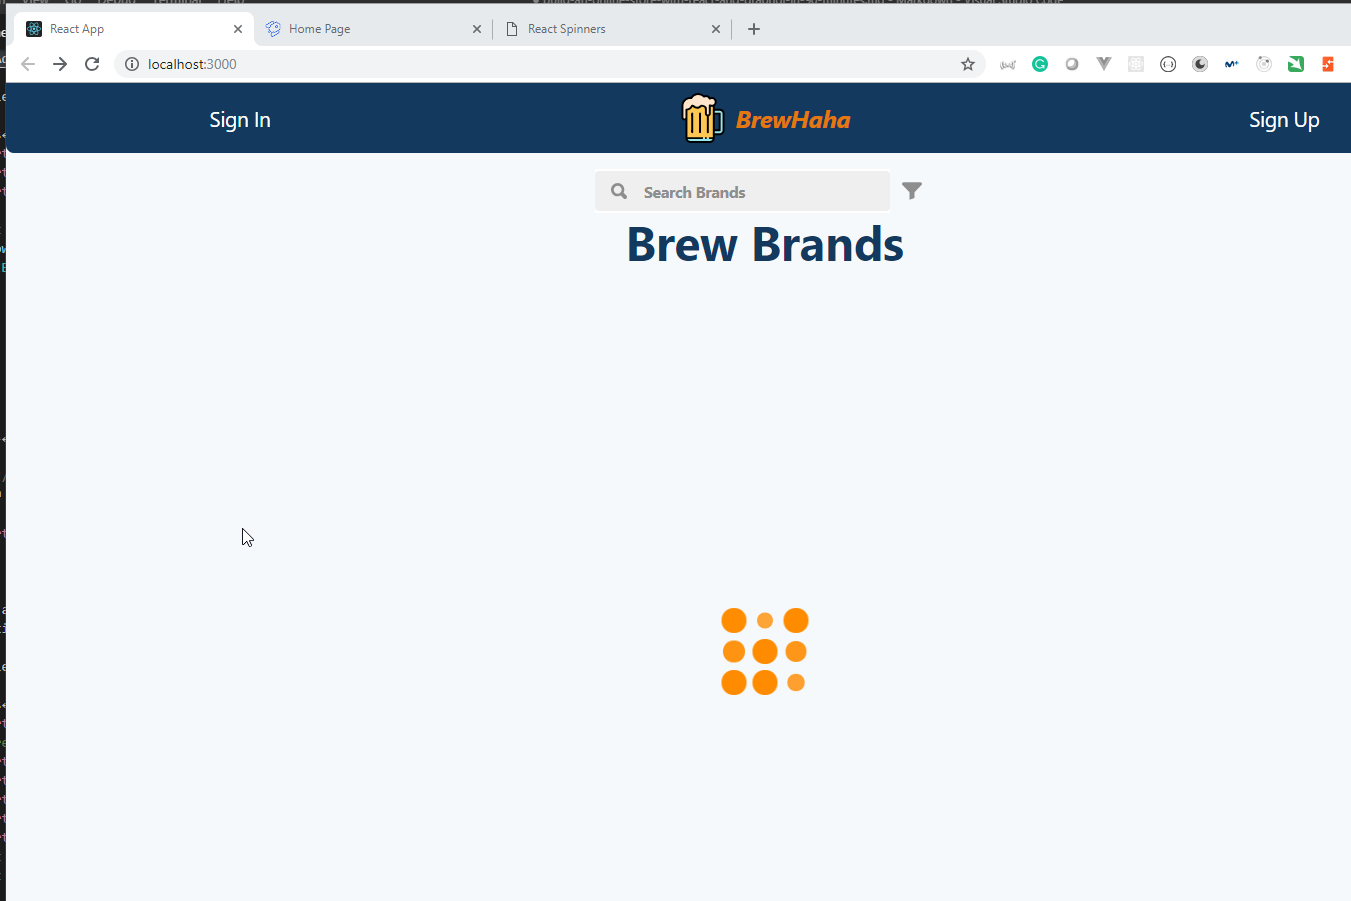 React App
Home Page
React Spinners
localhost:3000
Sign In
BrewHaha
Sign Up
Search Brands
Brew Brands